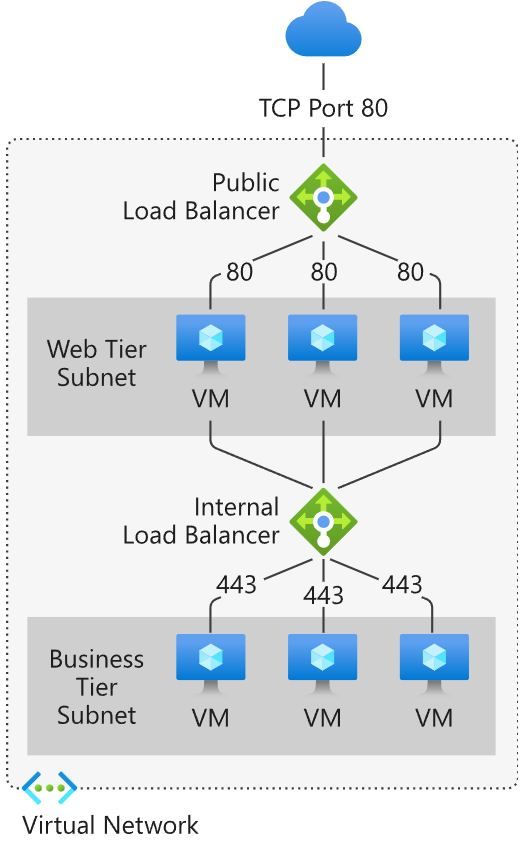 TCP Port 80
Public
Load Balancer
80 80 80
Web Tier
Subnet
VM VM VM
Internal
Load Balancer
443 443 443
Business
Tier
Subnet
VM VM VM
Virtual Network